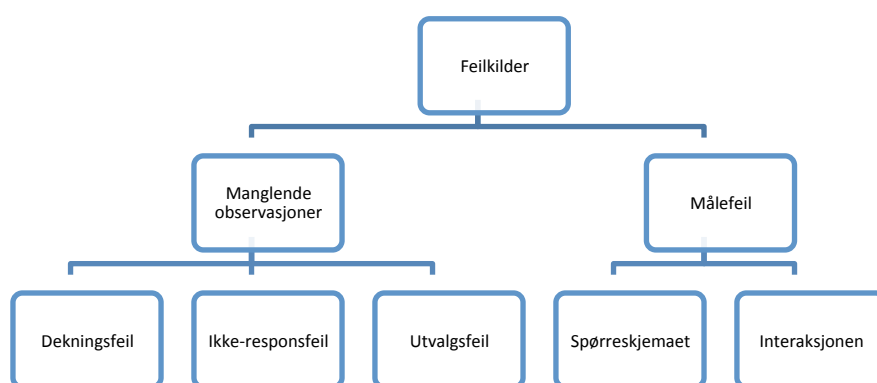 Feilkilder
Manglende
observasjoner
Målefeil
Dekningsfeil
Ikke-responsfeil
Utvalgsfeil
Spørreskjemaet
Interaksjonen